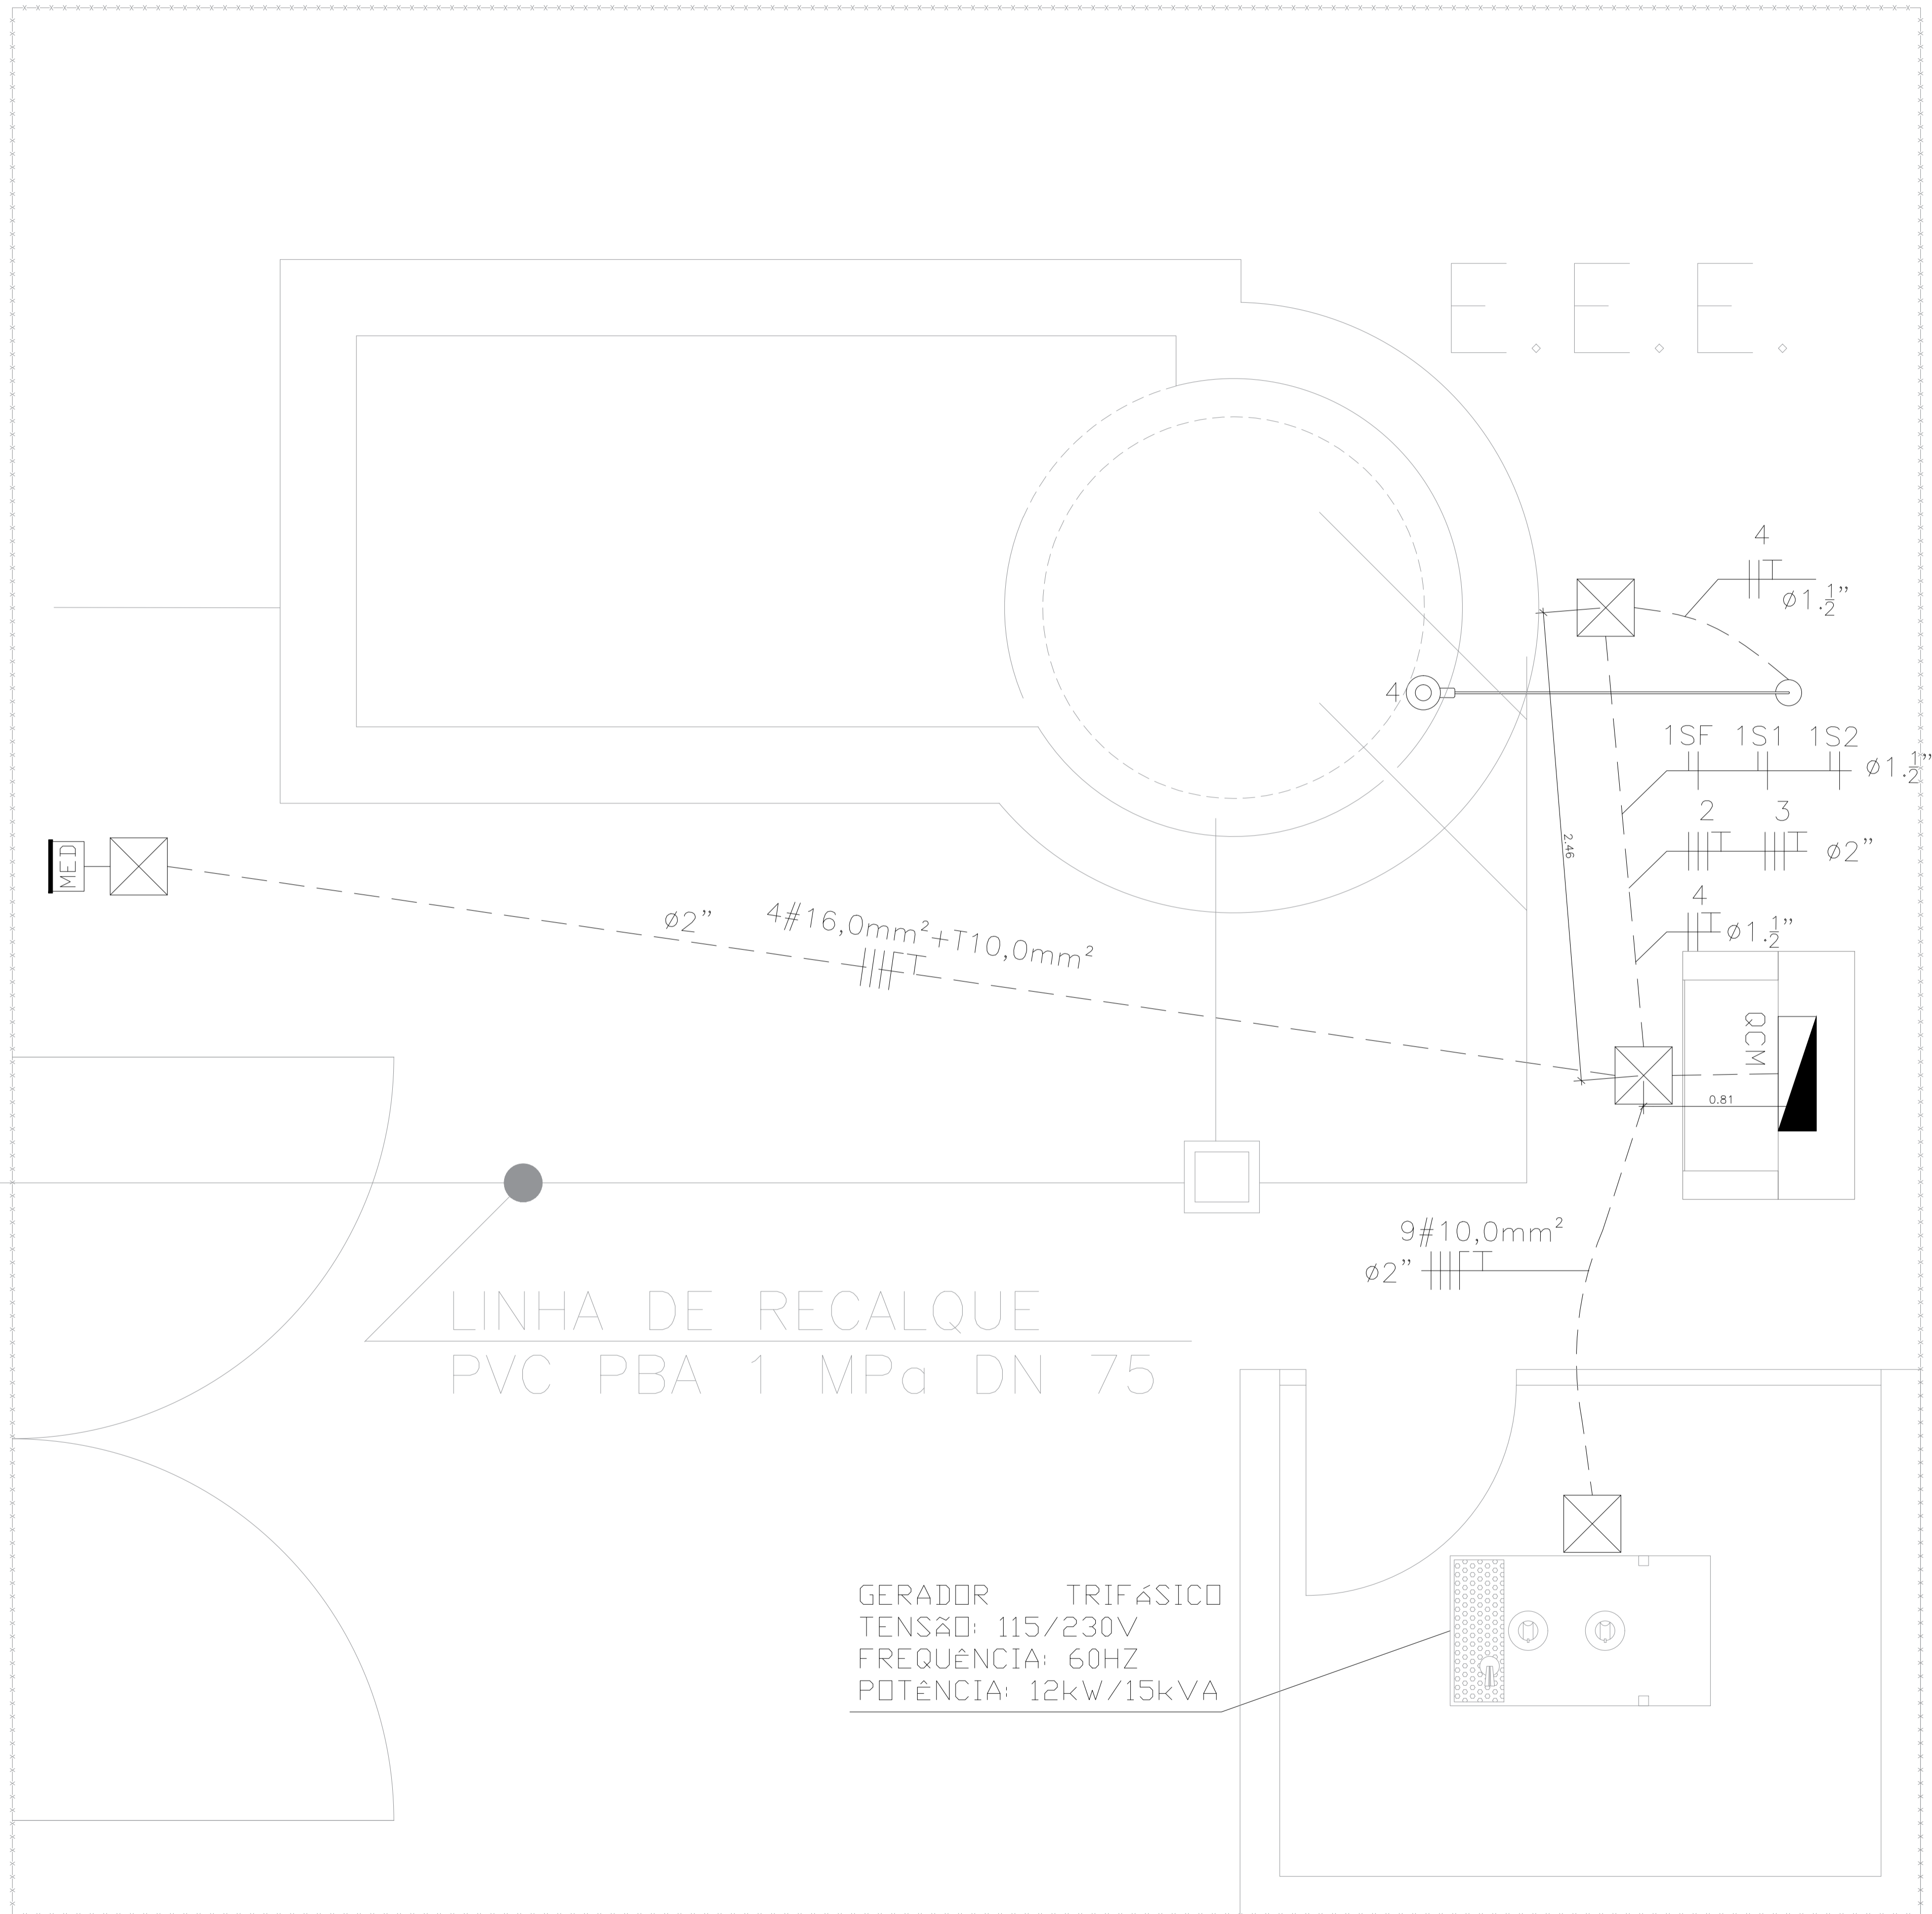 E.E.E.
4
T
ø1.1/2”
4
1SF 1S1 1S2
ø1.1/2”
2 3
T T
ø2”
4
T
ø1.1/2”
2.46
MED
ø2”
4#16,0mm²+T10,0mm²
T
QCM
0.81
9#10,0mm²
ø2”
T
LINHA DE RECALQUE
PVC PBA 1 MPa DN 75
GERADOR TRIFÁSICO
TENSÃO: 115/230V
FREQUÊNCIA: 60HZ
POTÊNCIA: 12kW/15kVA